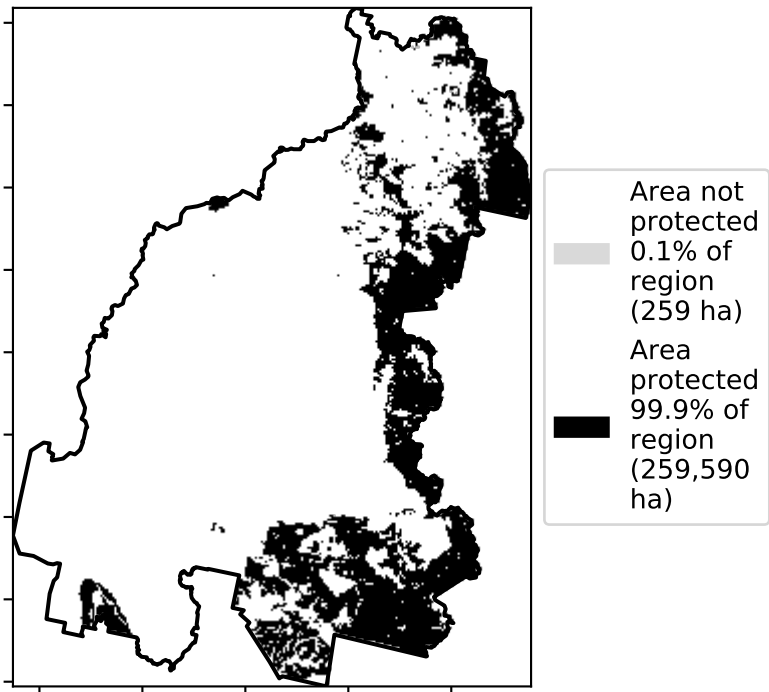 Area not
protected
0.1% of
region
(259 ha)
Area
protected
99.9% of
region
(259,590
ha)